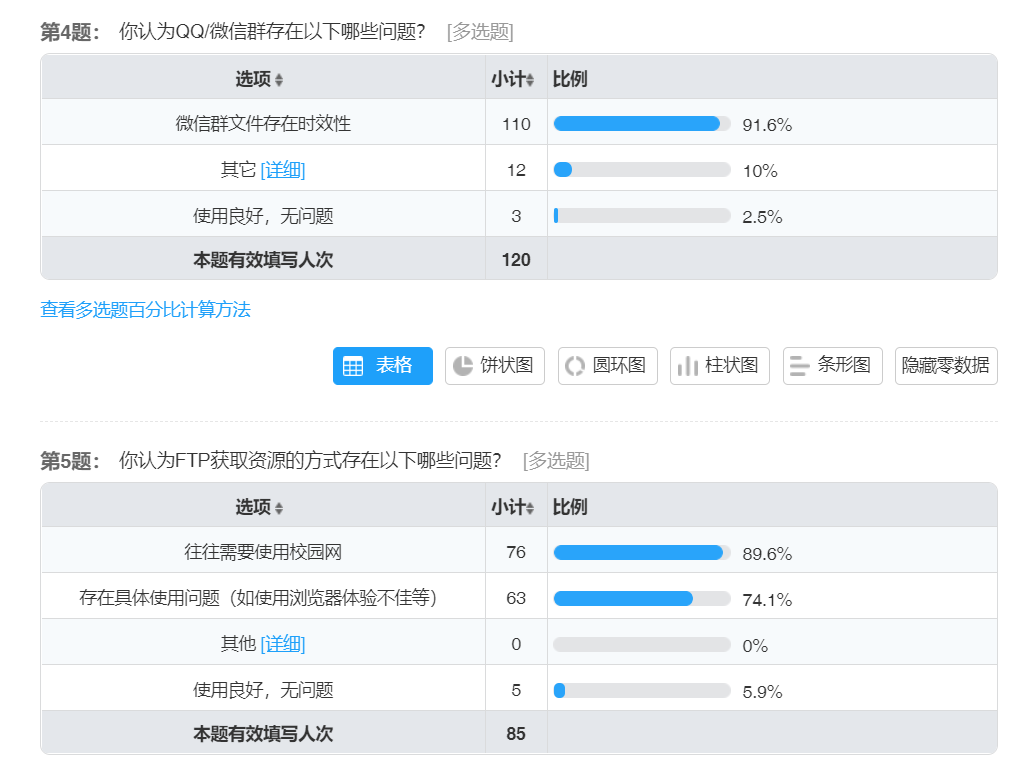 第4题： 你认为QQ/微信群存在以下哪些问题？ [多选题]
选项 小计 比例
微信群文件存在时效性 110 91.6%
其它 [详细] 12 10%
使用良好，无问题 3 2.5%
本题有效填写人次 120
查看多选题百分比计算方法
表格 饼状图 圆环图 柱状图 条形图 隐藏零数据
第5题： 你认为FTP获取资源的方式存在以下哪些问题？ [多选题]
选项 小计 比例
往往需要使用校园网 76 89.6%
存在具体使用问题（如使用浏览器体验不佳等） 63 74.1%
其他 [详细] 0 0%
使用良好，无问题 5 5.9%
本题有效填写人次 85